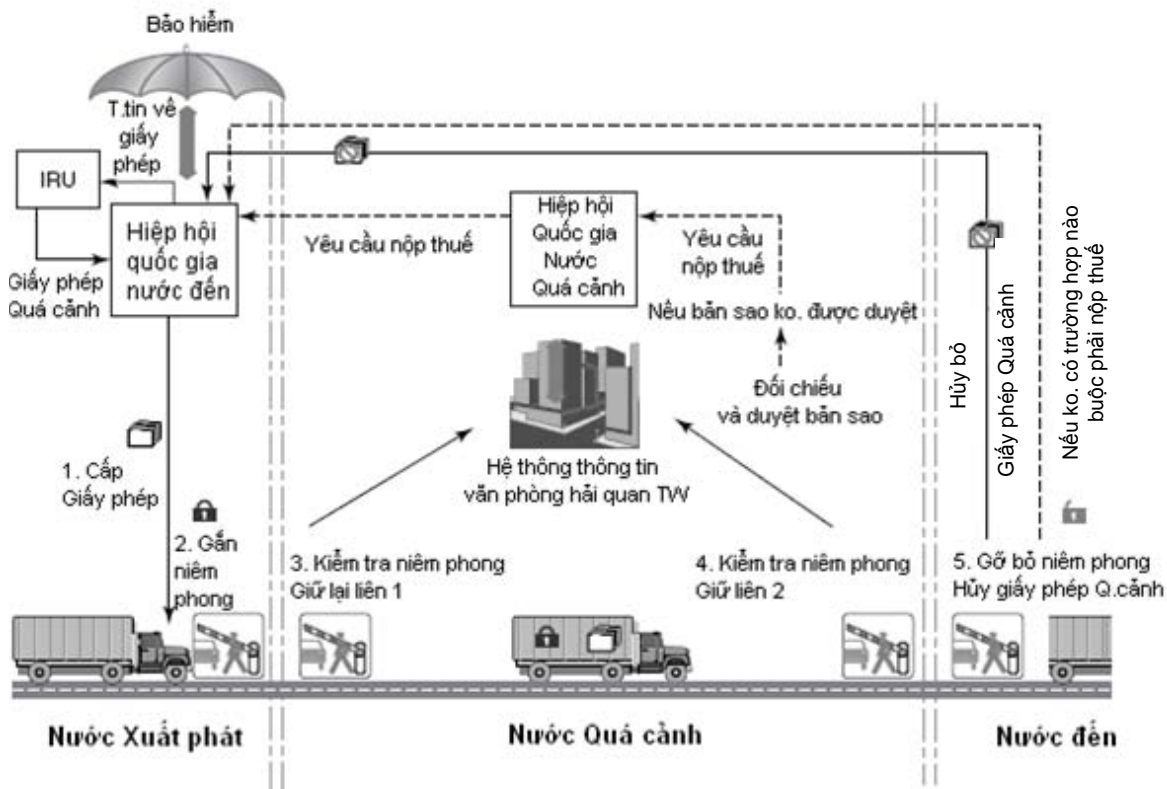 Bảo hiểm
T.tin về
giấy
phép
IRU
Hiệp hội
quốc gia
nước đến
Giấy phép
Quá cảnh
Yêu cầu nộp thuế
Hiệp hội
Quốc gia
Nước
Quá cảnh
Yêu cầu
nộp thuế
Nếu bản sao ko. được duyệt
Đối chiếu
và duyệt bản sao
Hệ thông thông tin
văn phòng hải quan TW
Hủy bỏ
Giấy phép Quá cảnh
Nếu ko. có trường hợp nào
buộc phải nộp thuế
1. Cấp
Giấy phép
2. Gắn
niêm
phong
3. Kiểm tra niêm phong
Giữ lại liên 1
4. Kiểm tra niêm phong
Giữ liên 2
5. Gỡ bỏ niêm phong
Hủy giấy phép Q.cảnh
Nước Xuất phát
Nước Quá cảnh
Nước đến